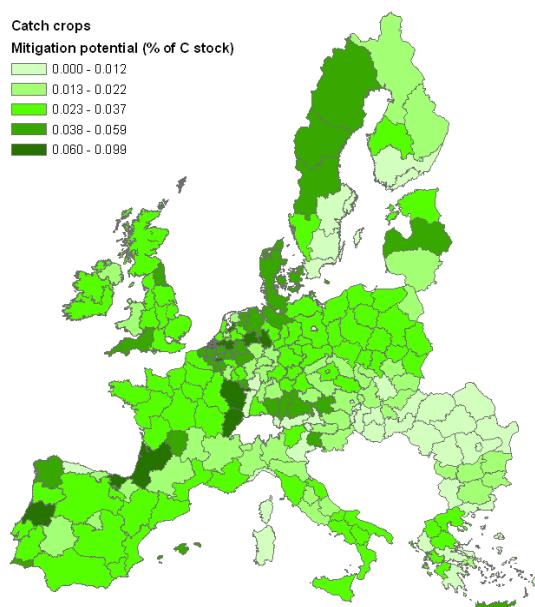 Catch crops
Mitigation potential (% of C stock)
0.000 - 0.012
0.013 - 0.022
0.023 - 0.037
0.038 - 0.059
0.060 - 0.099